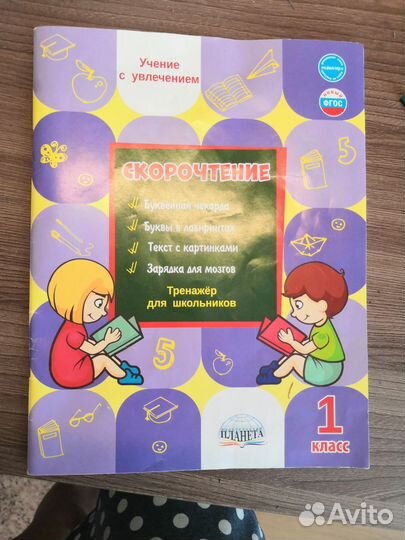 Учение
с увлечением
НОВЫЙ
ФГОС
СКОРОЧТЕНИЕ
Буквенная чехарда
Буквы в лабиринтах
Текст с картинками
Зарядка для мозгов
Тренажёр
для школьников
5
5
ПЛАНЕТА
1
класс
Avito